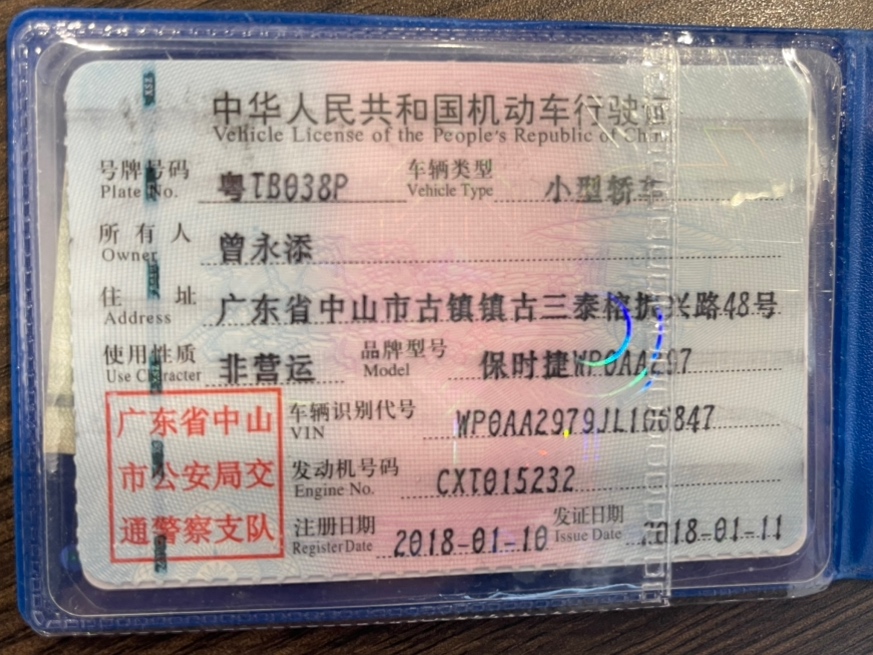 中华人民共和国机动车行驶证
Vehicle License of the People's Republic of China
号牌号码 Plate No. 粤TB038P 车辆类型 Vehicle Type 小型轿车
所有人 Owner 曾永添
住址 Address 广东省中山市古镇镇古三泰榕振兴路48号
使用性质 Use Character 非营运 品牌型号 Model 保时捷WP0AA297
广东省中山
市公安局交
通警察支队
车辆识别代号 VIN WP0AA2979JL106847
发动机号码 Engine No. CXT015232
注册日期 Register Date 2018-01-10 发证日期 Issue Date 2018-01-11